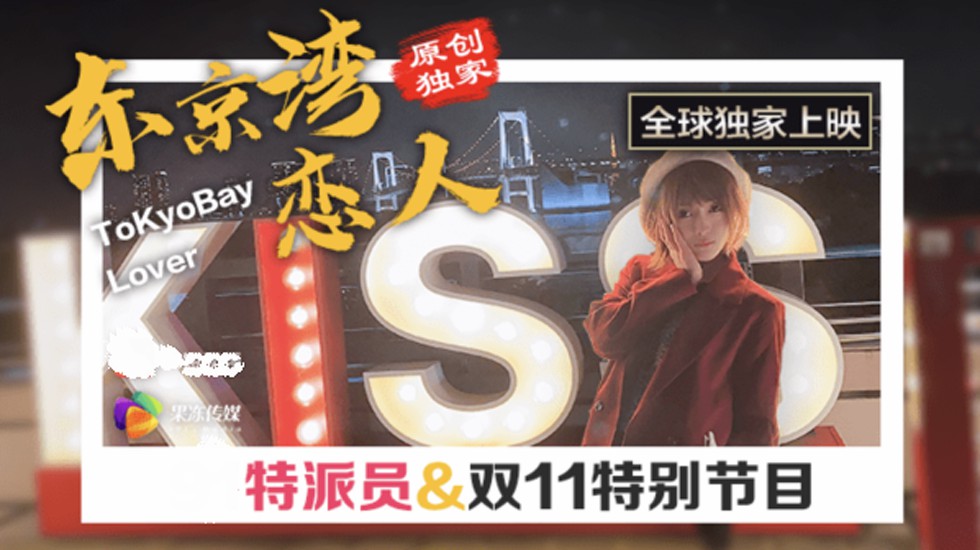 东京湾
恋人
原创
独家
全球独家上映
ToKyoBay
Lover
KISS
果冻传媒
特派员&双11特别节目